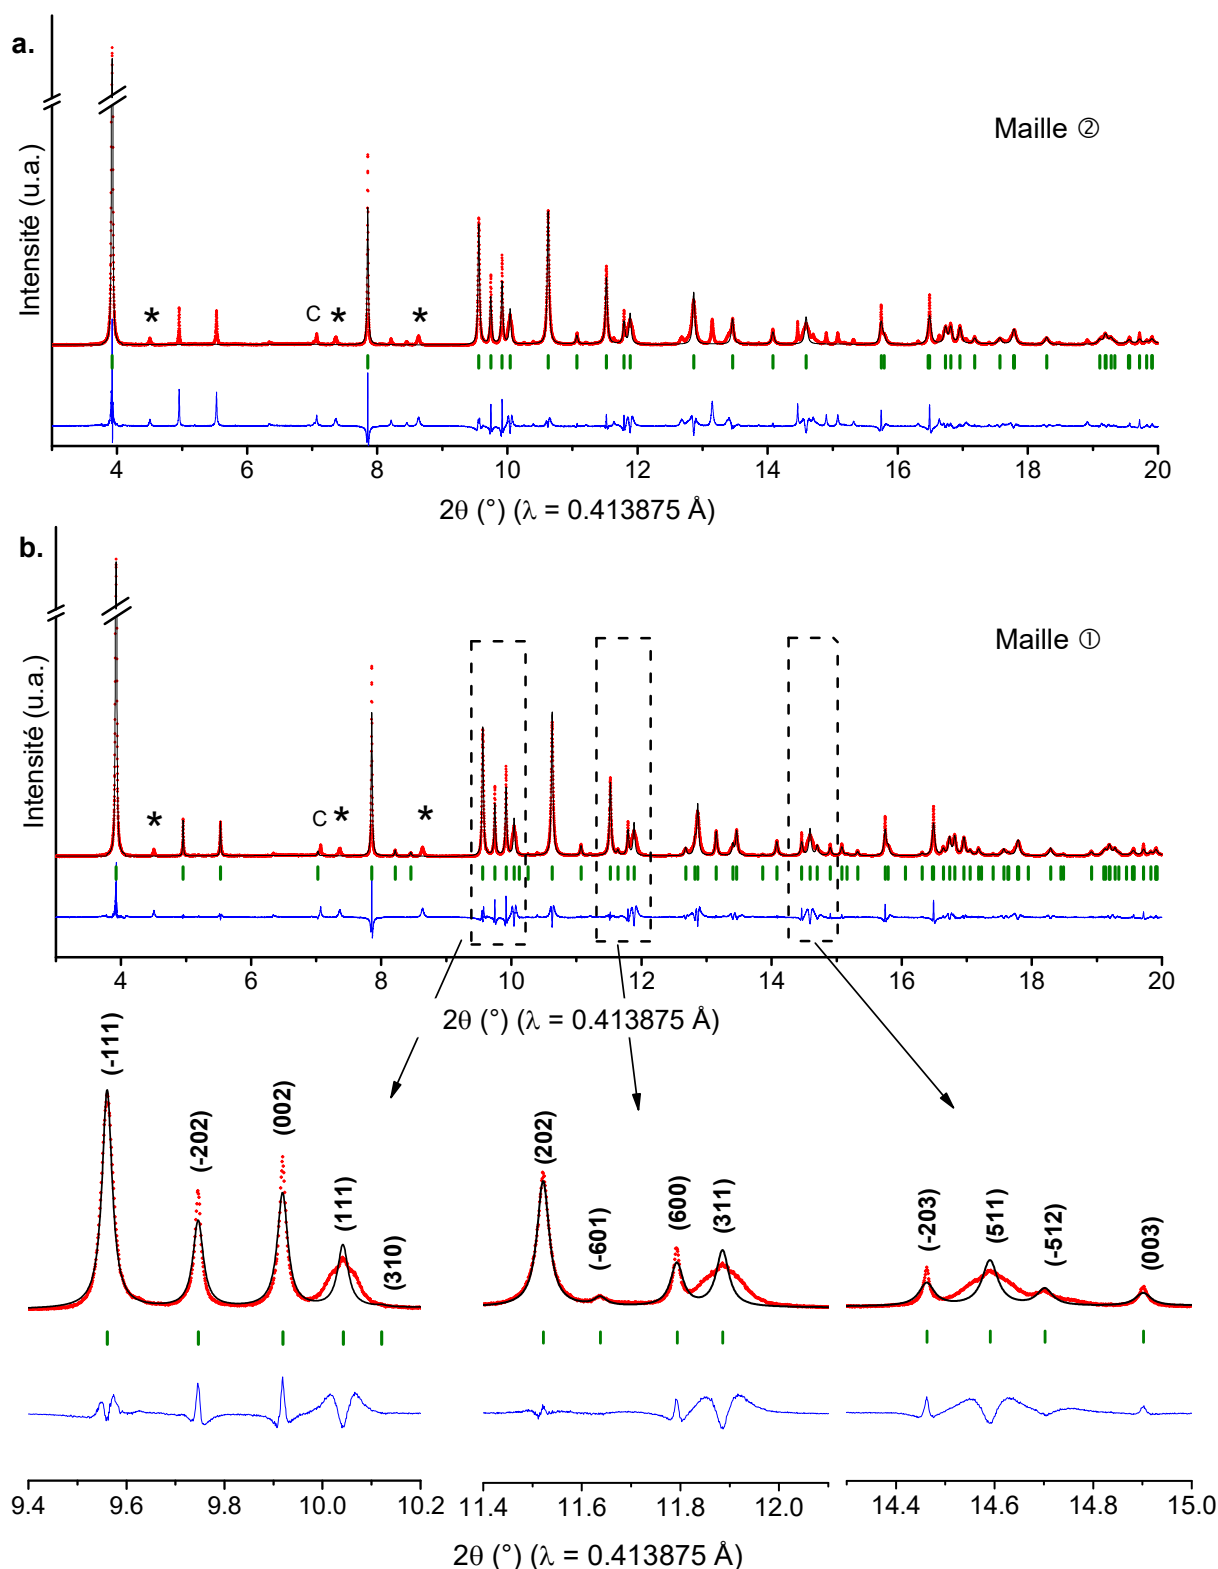 a.
Maille ②
Intensité (u.a.)
* C * *
4 6 8 10 12 14 16 18 20
2θ (°) (λ = 0.413875 Å)
b.
Maille ①
Intensité (u.a.)
* C * *
4 6 8 10 12 14 16 18 20
2θ (°) (λ = 0.413875 Å)
(-111) (-202) (002) (111) (310)
(202) (-601) (600) (311)
(-203) (511) (-512) (003)
9.4 9.6 9.8 10.0 10.2
11.4 11.6 11.8 12.0
14.4 14.6 14.8 15.0
2θ (°) (λ = 0.413875 Å)